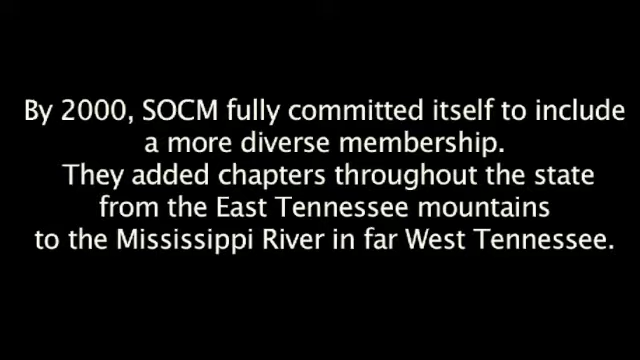 By 2000, SOCM fully committed itself to include
a more diverse membership.
They added chapters throughout the state
from the East Tennessee mountains
to the Mississippi River in far West Tennessee.